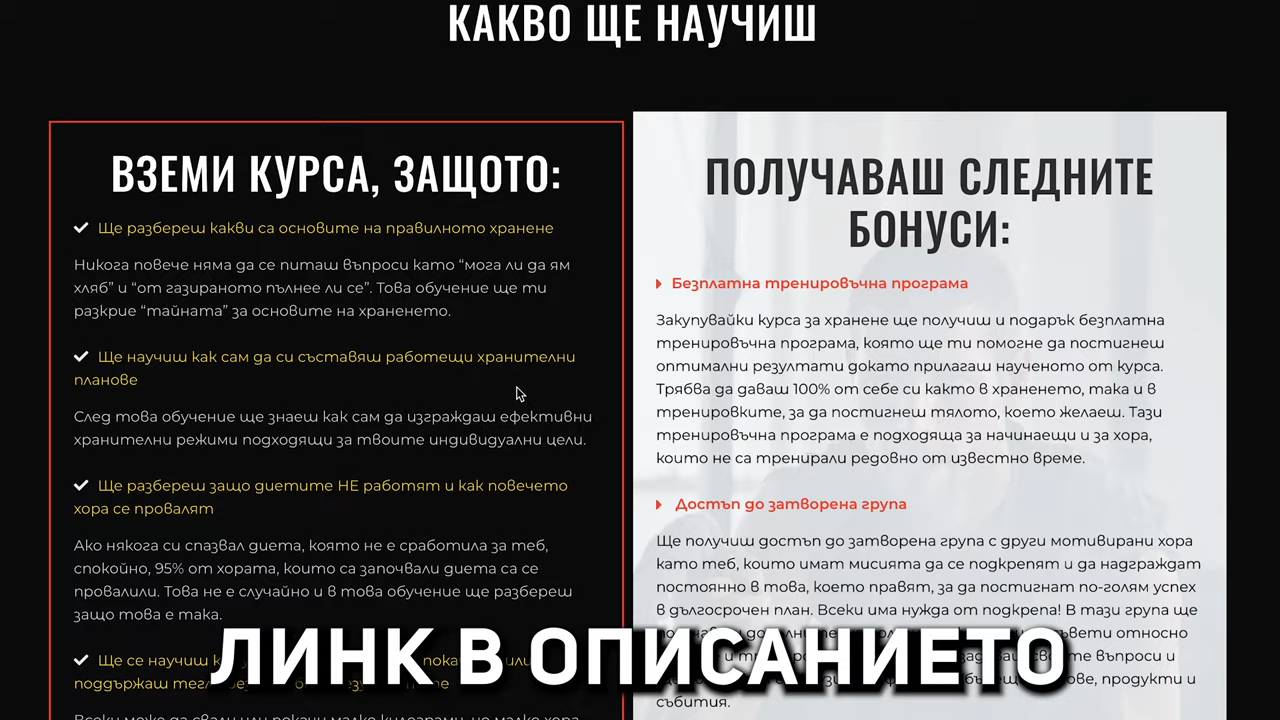 КАКВО ЩЕ НАУЧИШ
ВЗЕМИ КУРСА, ЗАЩОТО:
Ще разбереш какви са основите на правилното хранене
Никога повече няма да се питаш въпроси като “мога ли да ям
хляб” и “от газираното пълнее ли се”. Това обучение ще ти
разкрие “тайната” за основите на храненето.
Ще научиш как сам да си съставяш работещи хранителни
планове
След това обучение ще знаеш как сам да изграждаш ефективни
хранителни режими подходящи за твоите индивидуални цели.
Ще разбереш защо диетите НЕ работят и как повечето
хора се провалят
Ако някога си спазвал диета, която не е сработила за теб,
спокойно, 95% от хората, които са започвали диета са се
провалили. Това не е случайно и в това обучение ще разбереш
защо това е така.
Ще се научиш
поддържаш
ПОЛУЧАВАШ СЛЕДНИТЕ
БОНУСИ:
Безплатна тренировъчна програма
Закупувайки курса за хранене ще получиш и подарък безплатна
тренировъчна програма, която ще ти помогне да постигнеш
оптимални резултати докато прилагаш наученото от курса.
Трябва да даваш 100% от себе си както в храненето, така и в
тренировките, за да постигнеш тялото, което желаеш. Тази
тренировъчна програма е подходяща за начинаещи и за хора,
които не са тренирали редовно от известно време.
Достъп до затворена група
Ще получиш достъп до затворена група с други мотивирани хора
като теб, които имат мисията да се подкрепят и да надграждат
постоянно в това, което правят, за да постигнат по-голям успех
в дългосрочен план. Всеки има нужда от подкрепа! В тази група ще
относно
въпроси и
продукти и
събития.
ЛИНК В ОПИСАНИЕТО